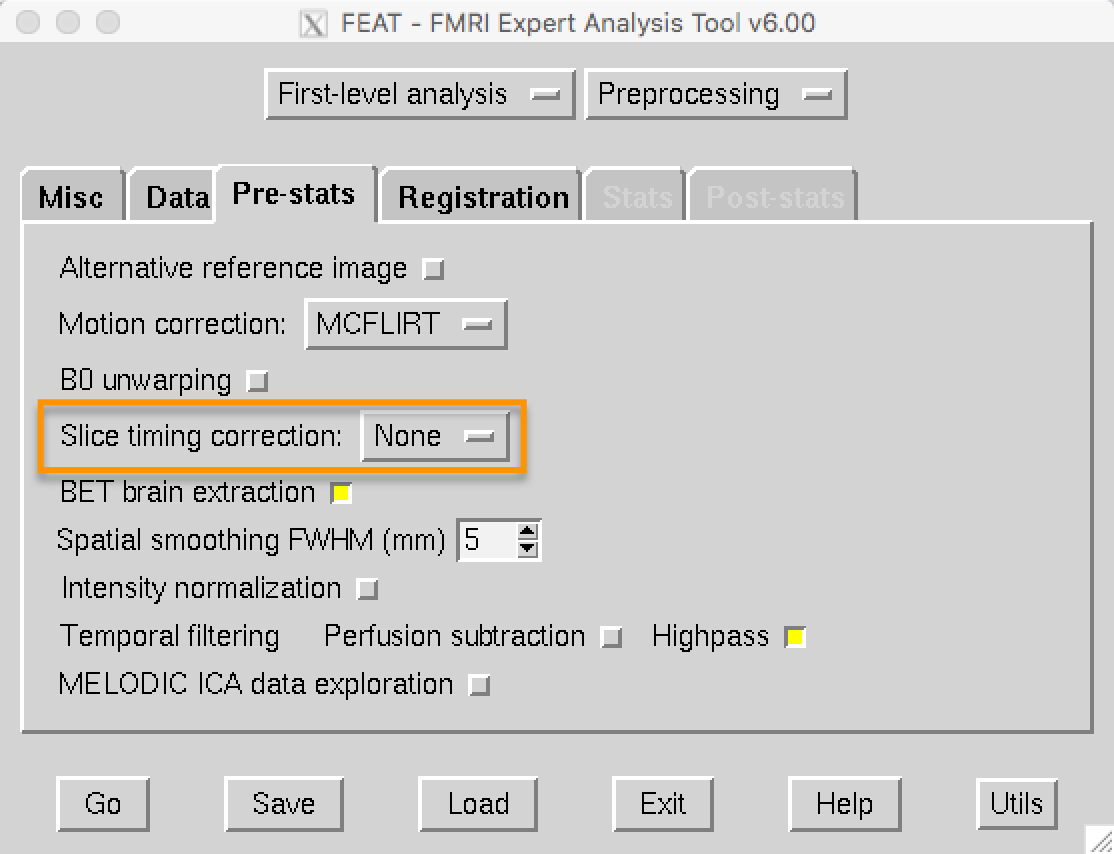 FEAT - FMRI Expert Analysis Tool v6.00
First-level analysis Preprocessing
Misc Data Pre-stats Registration Stats Post-stats
Alternative reference image
Motion correction: MCFLIRT
B0 unwarping
Slice timing correction: None
BET brain extraction
Spatial smoothing FWHM (mm) 5
Intensity normalization
Temporal filtering Perfusion subtraction Highpass
MELODIC ICA data exploration
Go Save Load Exit Help Utils